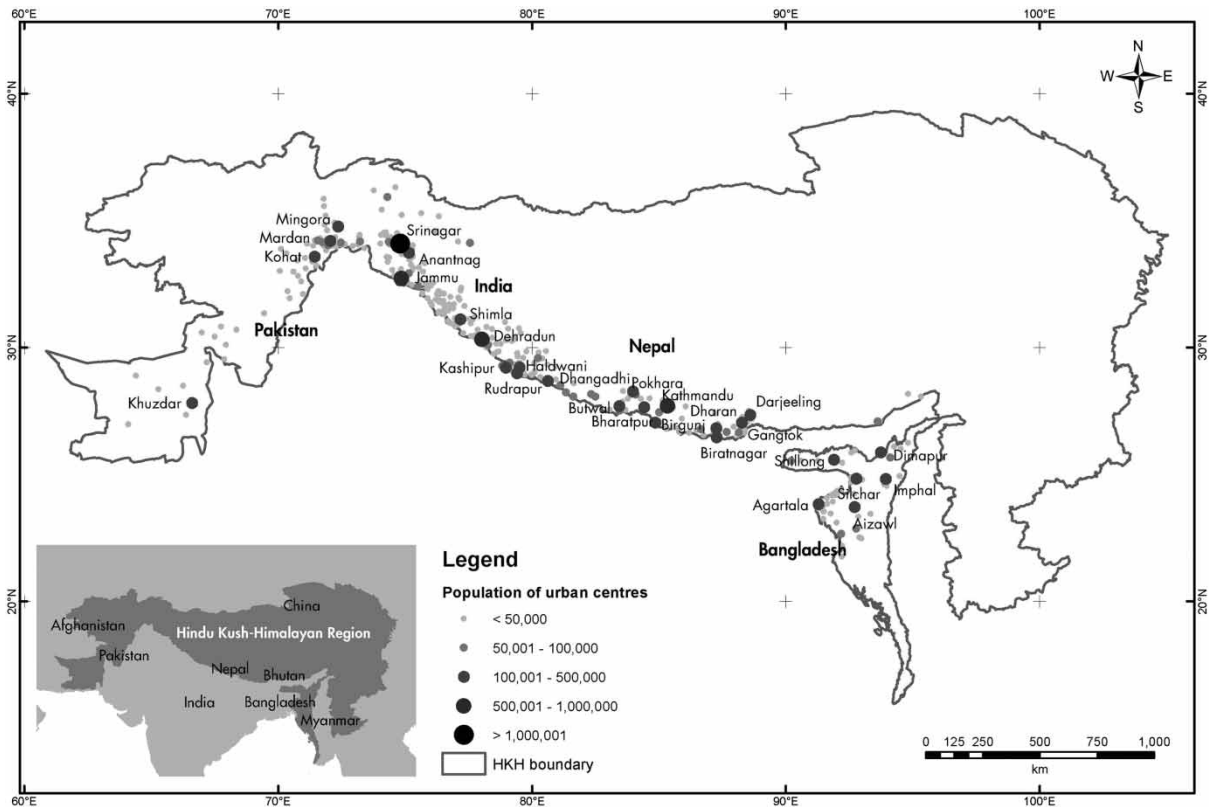 60°E 70°E 80°E 90°E 100°E
N
W E
S
40°N 40°N
Mingora
Srinagar
Mardan
Kohat
Anantnag
Jammu
India
Shimla
Pakistan
Dehradun
30°N Nepal 30°N
Kashipur Haldwani
Dhangadhi Pokhara
Rudrapur
Khuzdar
Kathmandu
Butwal Dharan Darjeeling
Bharatpur Birgunj
Gangtok
Biratnagar
Shillong Dimapur
Silchar Imphal
Agartala
Aizawl
Bangladesh
Legend
Population of urban centres
< 50,000
50,001 - 100,000
100,001 - 500,000
500,001 - 1,000,000
> 1,000,001
HKH boundary
20°N 20°N
China
Afghanistan
Hindu Kush-Himalayan Region
Pakistan
Nepal
Bhutan
India Bangladesh
Myanmar
0 125 250 500 750 1,000
km
60°E 70°E 80°E 90°E 100°E